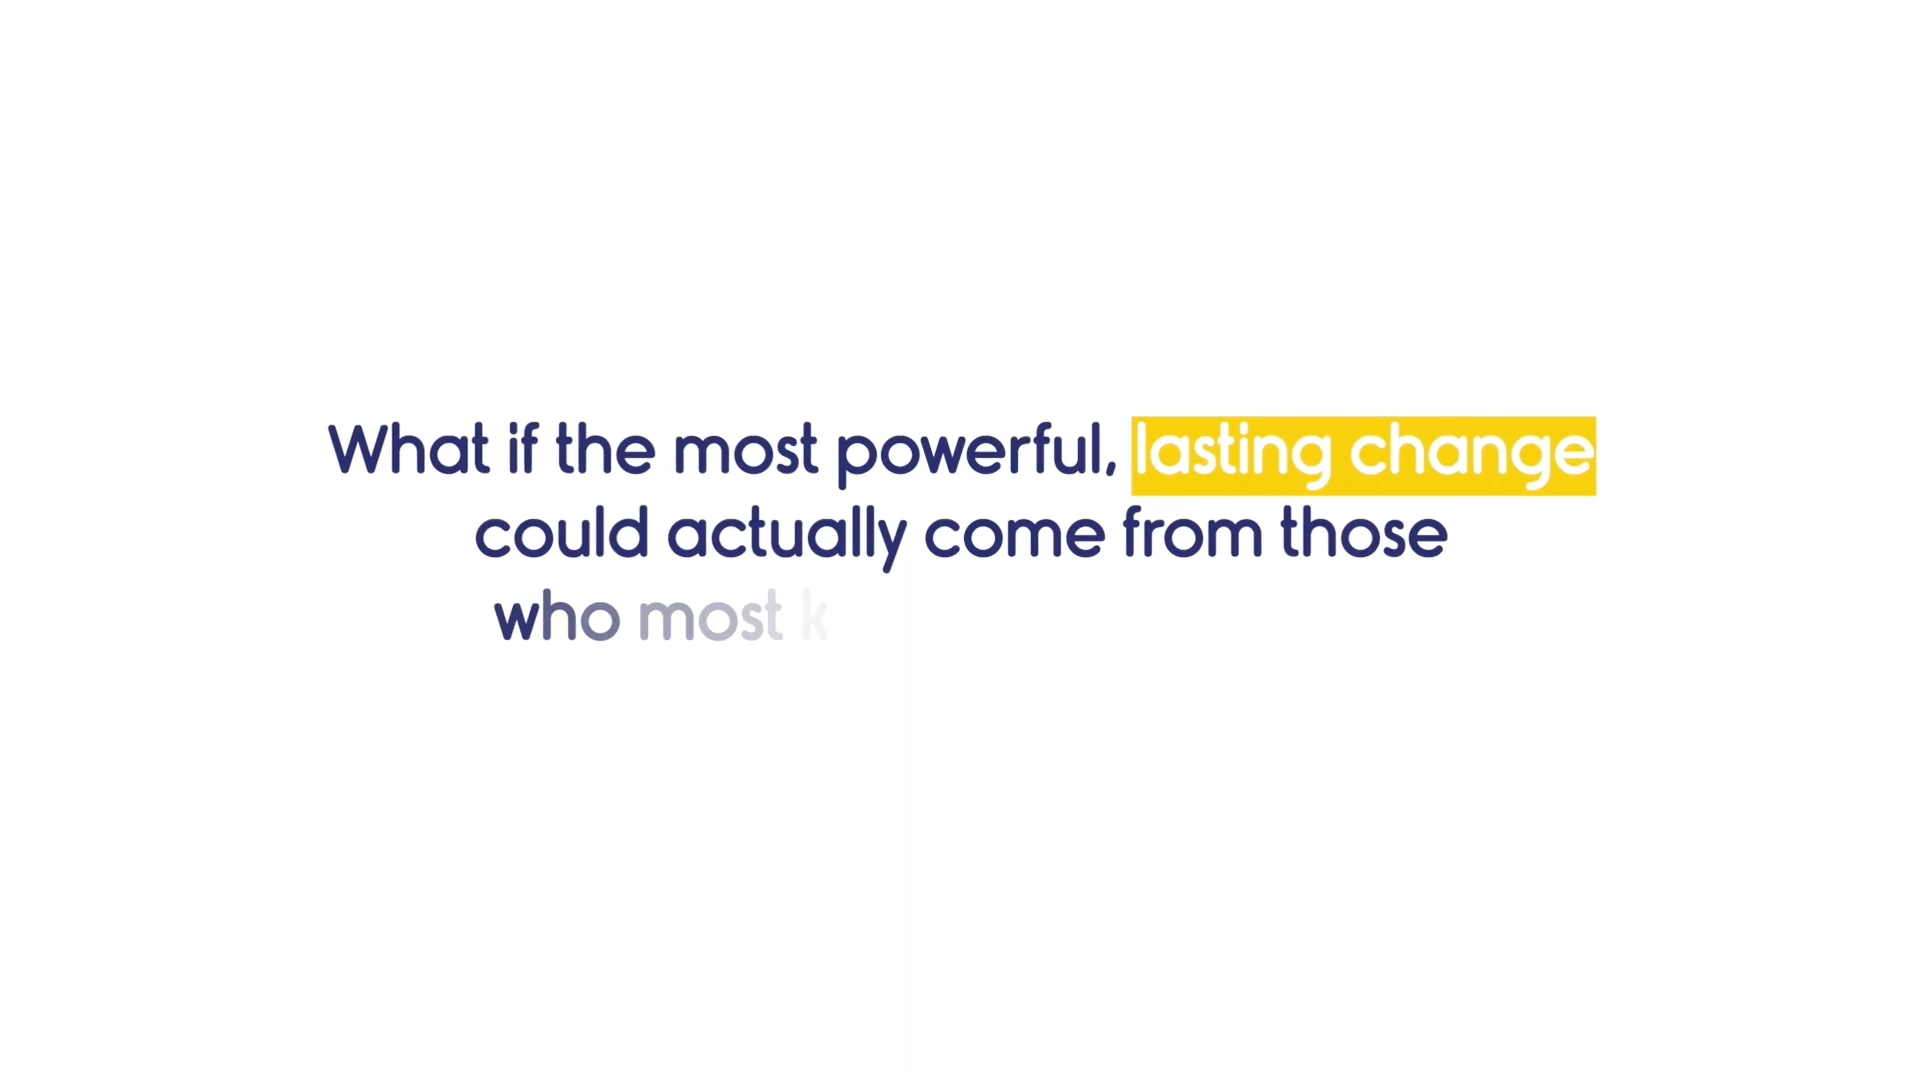 What if the most powerful, lasting change
could actually come from those
who most k